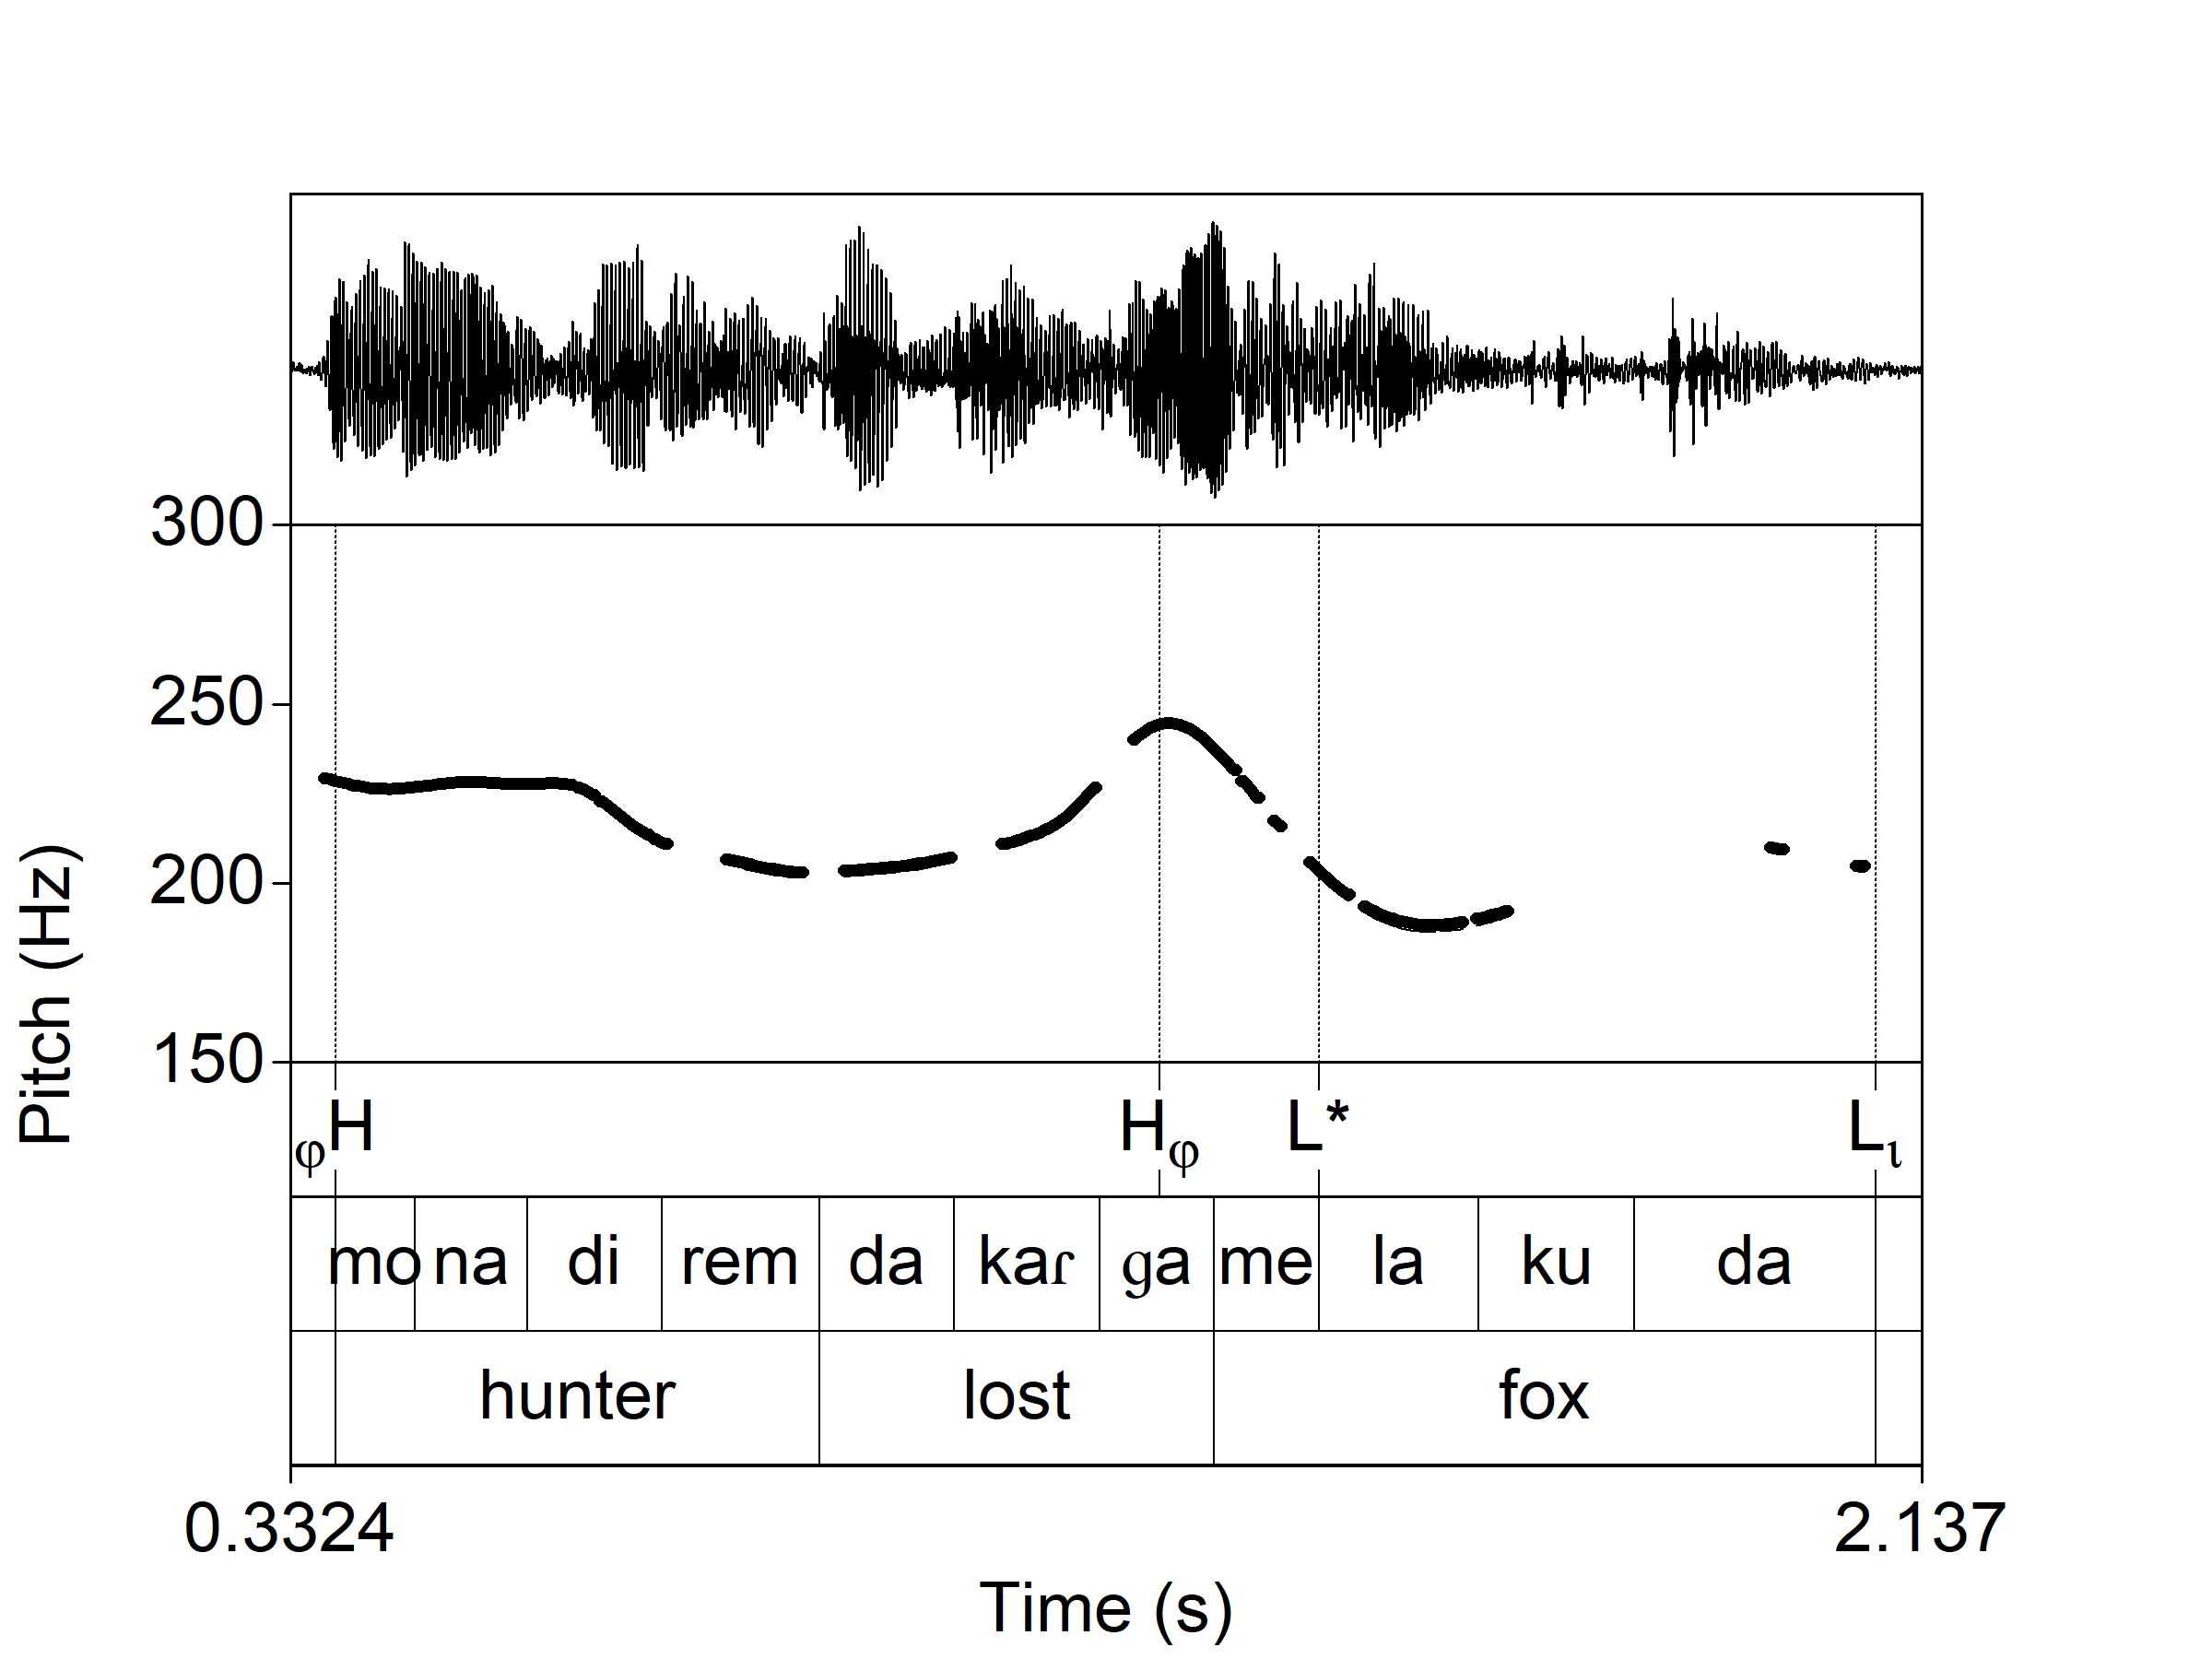 300
250
200
150
Pitch (Hz)
φH Hφ L* Lι
mo na di rem da kaɾ ɡa me la ku da
hunter lost fox
0.3324 2.137
Time (s)